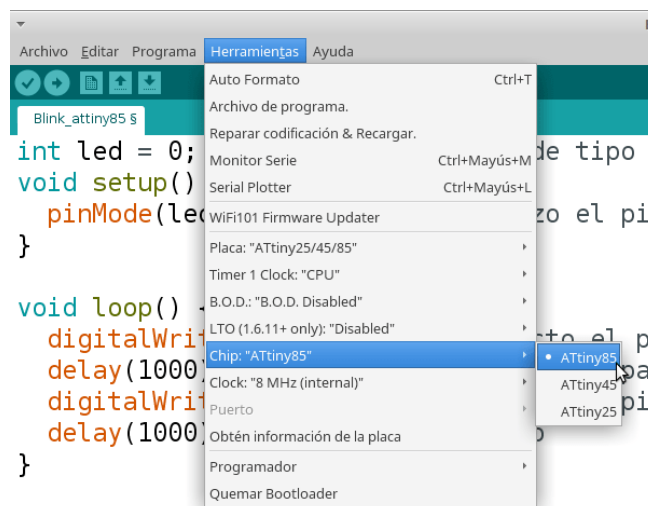 Archivo Editar Programa Herramientas Ayuda
Blink_attiny85 §
Auto Formato Ctrl+T
Archivo de programa.
Reparar codificación & Recargar.
Monitor Serie Ctrl+Mayús+M
Serial Plotter Ctrl+Mayús+L
WiFi101 Firmware Updater
Placa: "ATtiny25/45/85"
Timer 1 Clock: "CPU"
B.O.D.: "B.O.D. Disabled"
LTO (1.6.11+ only): "Disabled"
Chip: "ATtiny85"
Clock: "8 MHz (internal)"
Puerto
Obtén información de la placa
Programador
Quemar Bootloader
ATtiny85
ATtiny45
ATtiny25
int led = 0; de tipo
void setup()
pinMode(led zo el pi
}
void loop() {
digitalWrit cto el p
delay(1000) pa
digitalWrit pi
delay(1000)
}